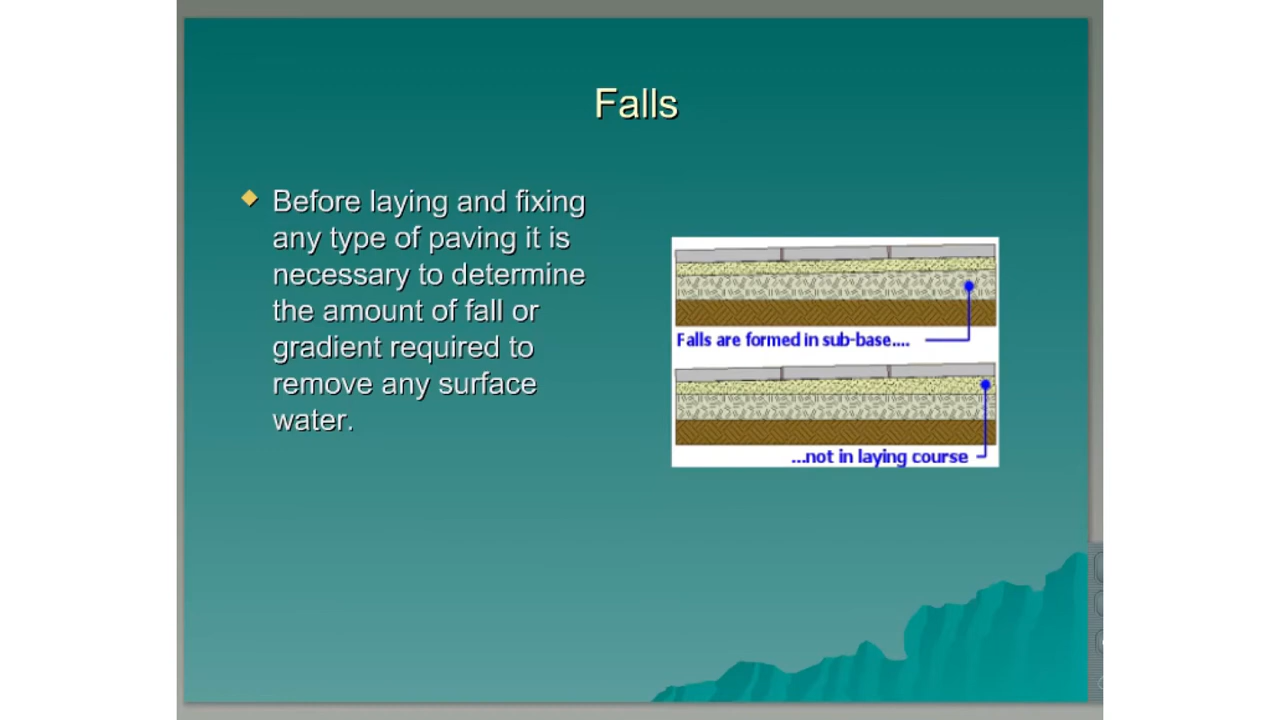 Falls
Before laying and fixing
any type of paving it is
necessary to determine
the amount of fall or
gradient required to
remove any surface
water.
Falls are formed in sub-base....
...not in laying course